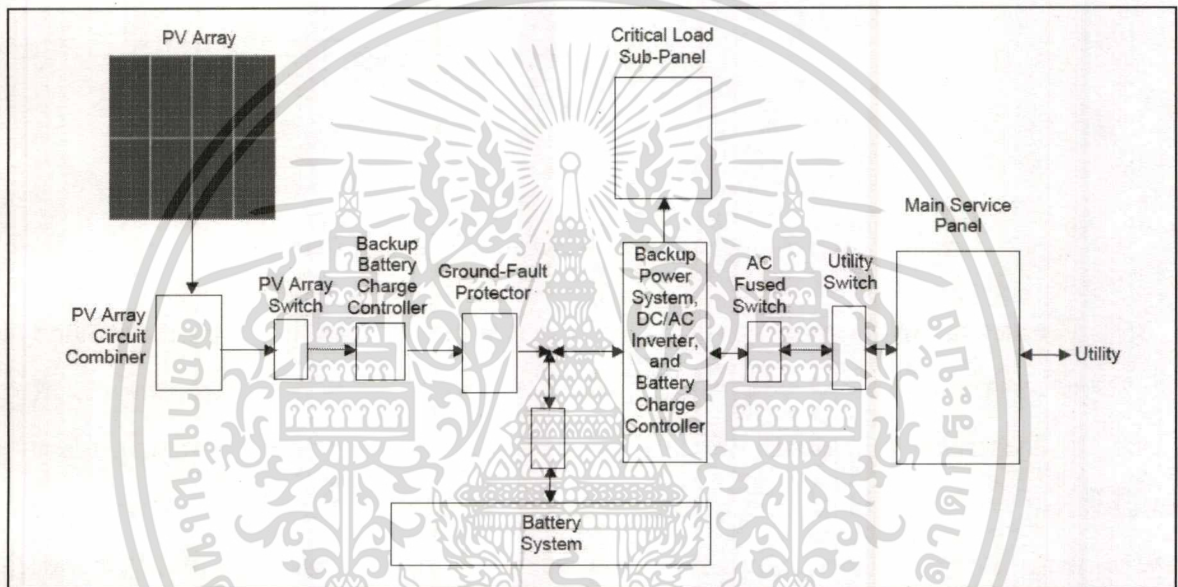 PV Array
Critical Load
Sub-Panel
Main Service
Panel
Backup
Battery
Charge
Controller
Ground-Fault
Protector
PV Array
Switch
PV Array
Circuit
Combiner
Backup
Power
System,
DC/AC
Inverter,
and
Battery
Charge
Controller
AC
Fused
Switch
Utility
Switch
Utility
Battery
System